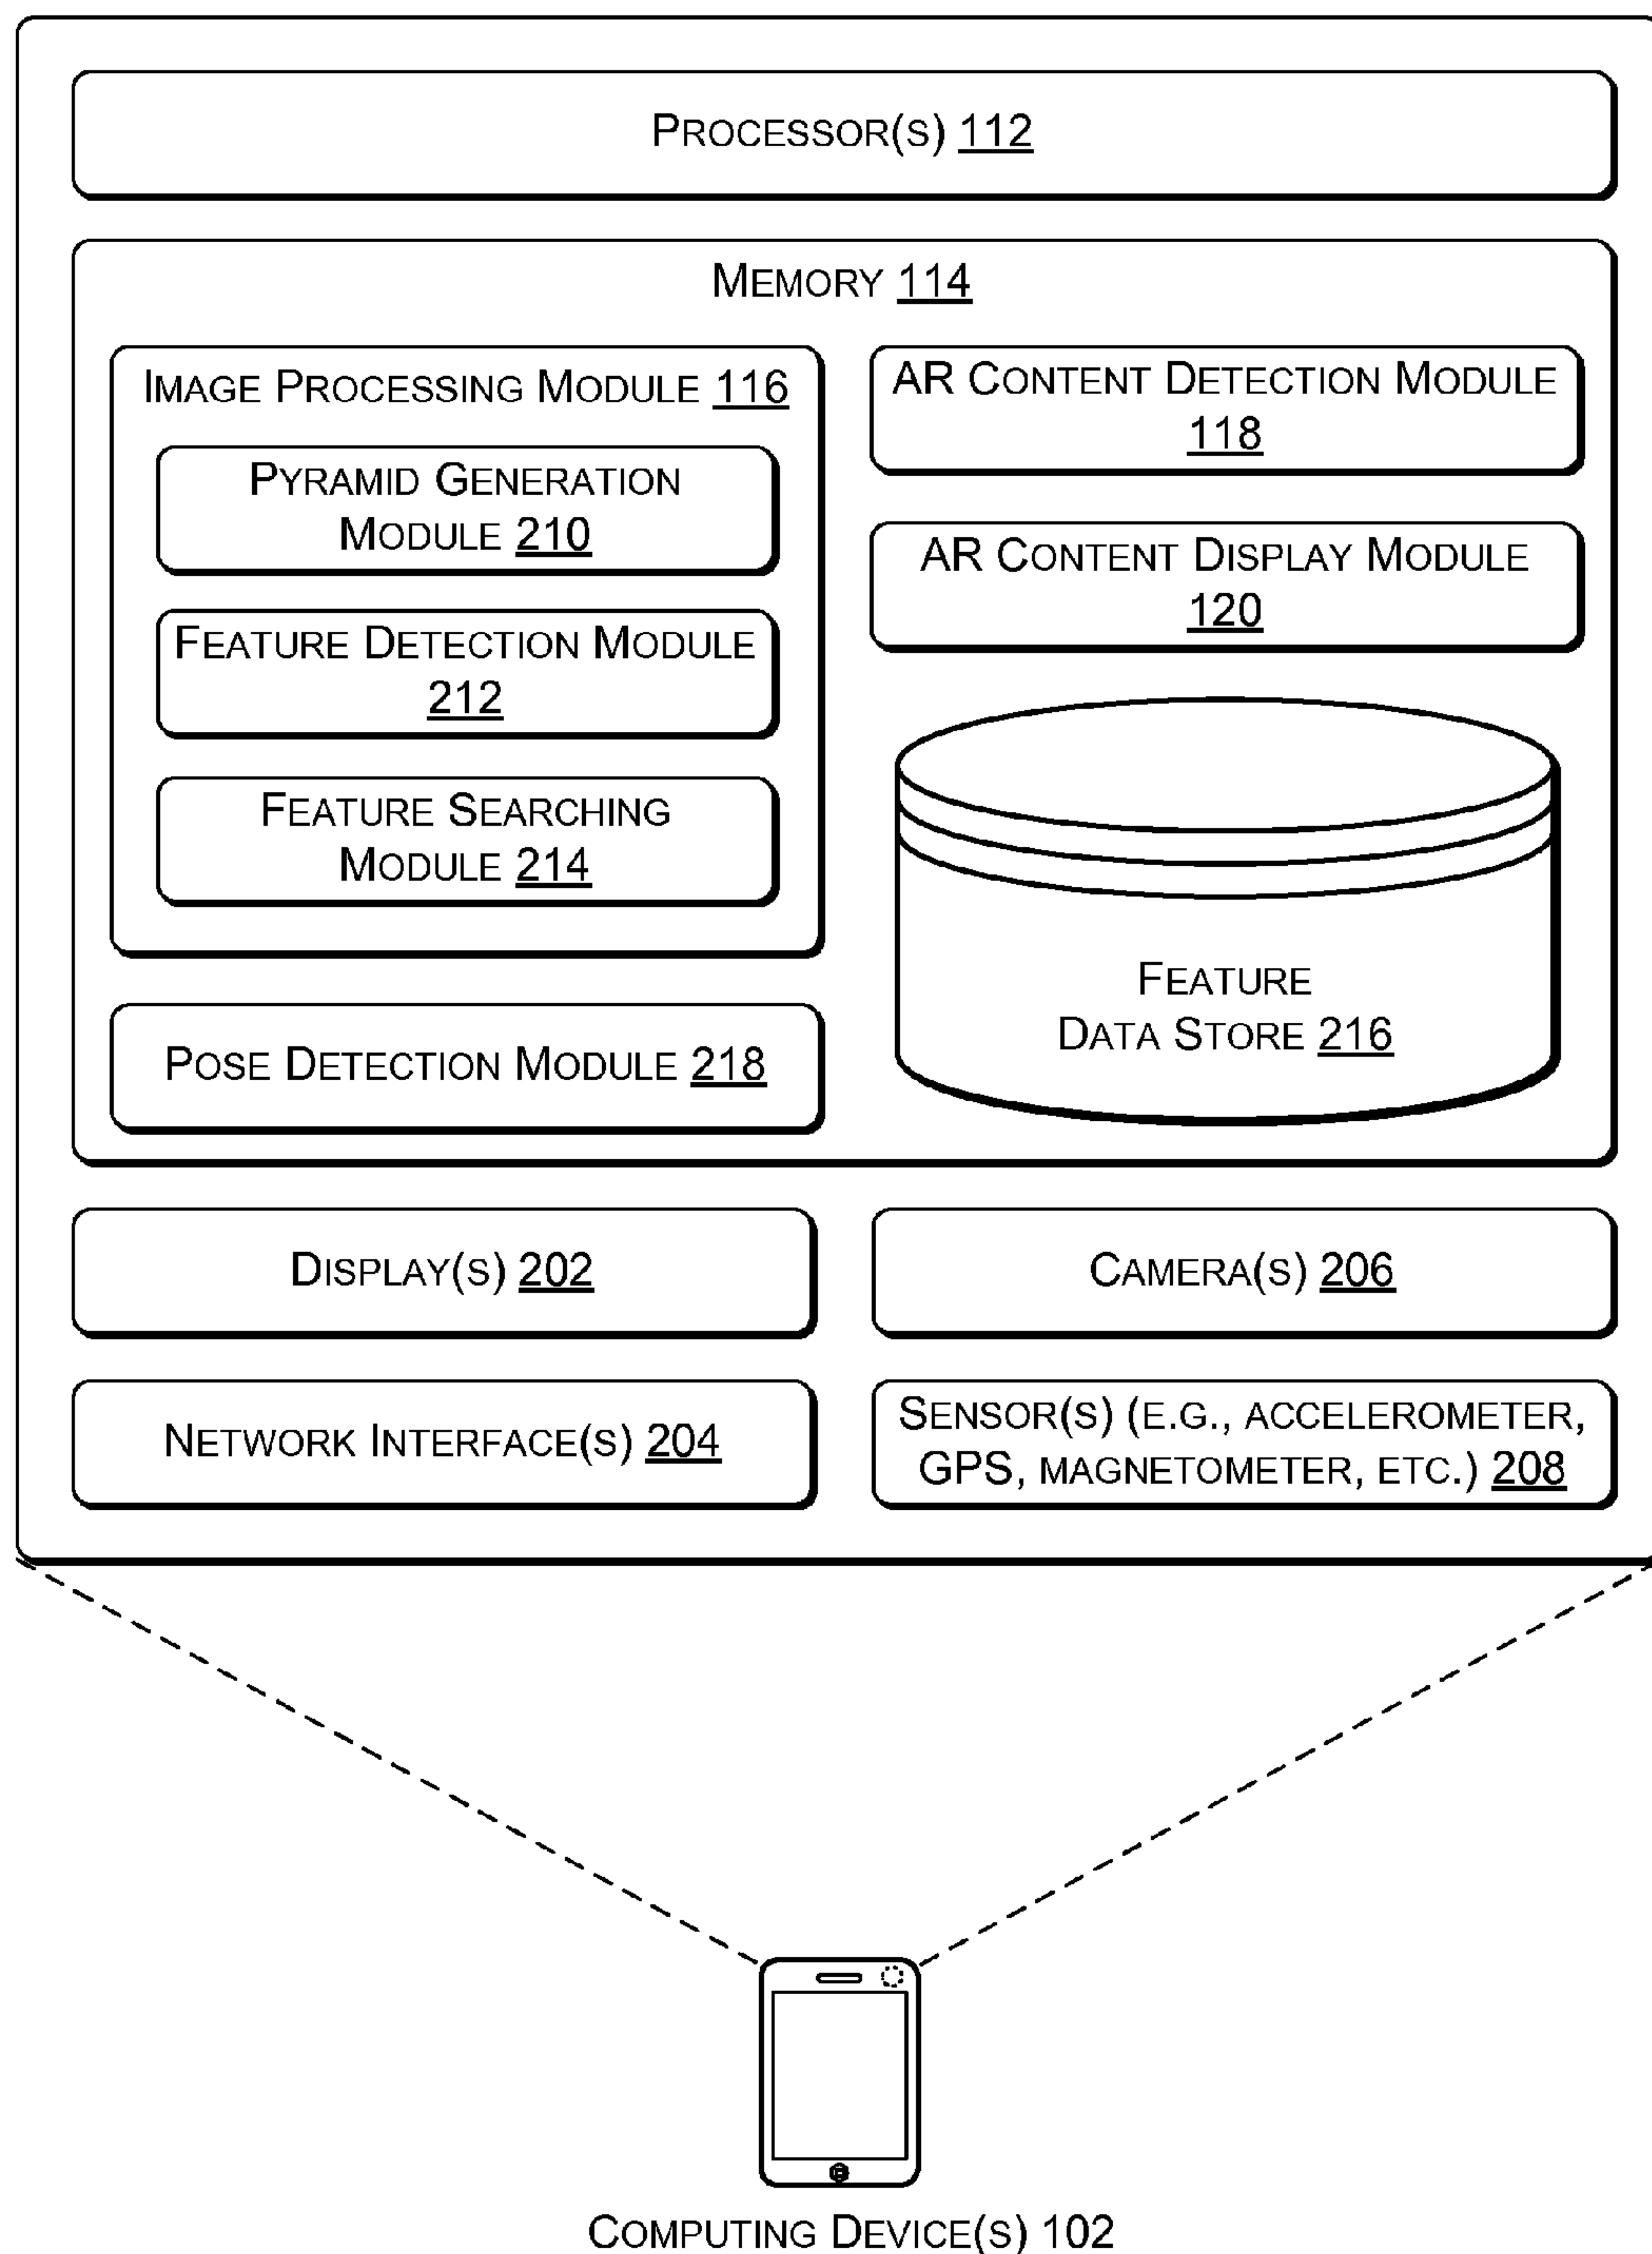 PROCESSOR(S) 112
MEMORY 114
IMAGE PROCESSING MODULE 116
PYRAMID GENERATION
MODULE 210
FEATURE DETECTION MODULE
212
FEATURE SEARCHING
MODULE 214
POSE DETECTION MODULE 218
AR CONTENT DETECTION MODULE
118
AR CONTENT DISPLAY MODULE
120
FEATURE
DATA STORE 216
DISPLAY(S) 202
CAMERA(S) 206
NETWORK INTERFACE(S) 204
SENSOR(S) (E.G., ACCELEROMETER,
GPS, MAGNETOMETER, ETC.) 208
COMPUTING DEVICE(S) 102